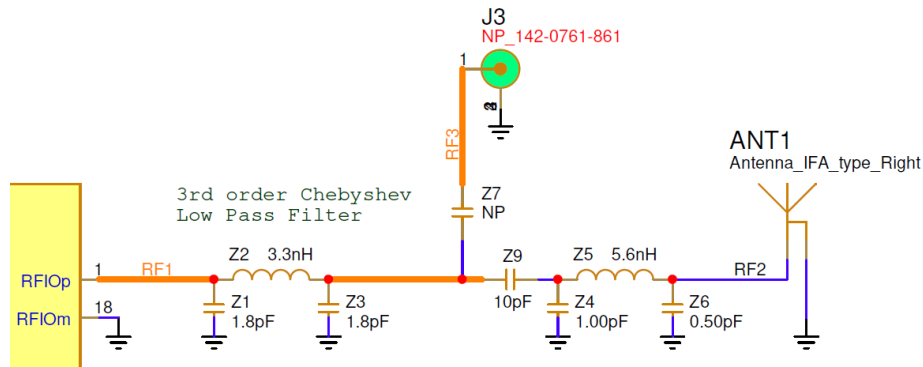 J3
NP_142-0761-861
1
RF3
ANT1
Antenna_IFA_type_Right
3rd order Chebyshev
Low Pass Filter
Z7
NP
Z2 3.3nH
Z9
Z5 5.6nH
RFIOp
1
RF1
RF2
10pF
Z1
1.8pF
Z3
1.8pF
Z4
1.00pF
Z6
0.50pF
RFIOm
18